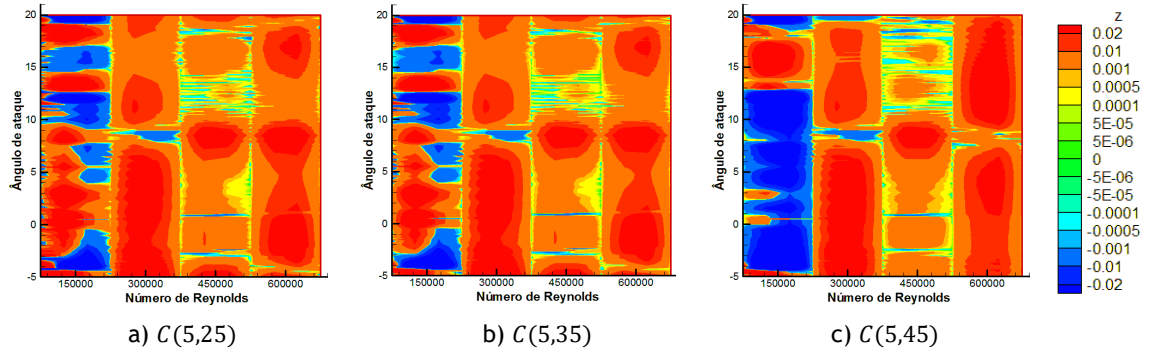 20
15
10
5
0
-5
Ângulo de ataque
150000 300000 450000 600000
Número de Reynolds
a) C(5,25)
20
15
10
5
0
-5
Ângulo de ataque
150000 300000 450000 600000
Número de Reynolds
b) C(5,35)
20
15
10
5
0
-5
Ângulo de ataque
150000 300000 450000 600000
Número de Reynolds
c) C(5,45)
z
0.02
0.01
0.001
0.0005
0.0001
5E-05
5E-06
0
-5E-06
-5E-05
-0.0001
-0.0005
-0.001
-0.01
-0.02